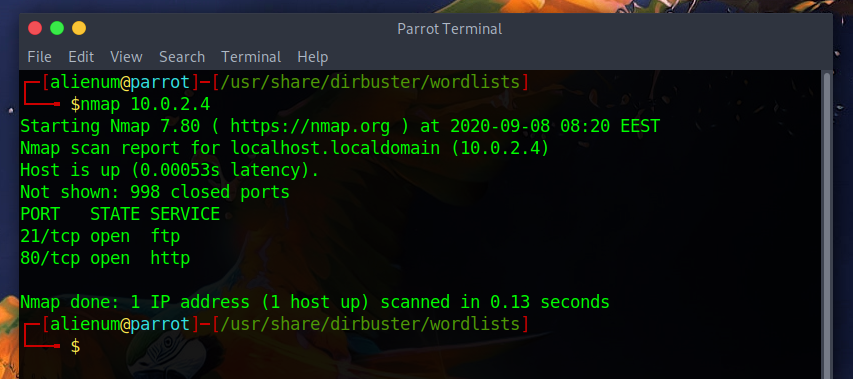 Parrot Terminal
File Edit View Search Terminal Help
┌─[alienum@parrot]─[/usr/share/dirbuster/wordlists]
└──╼ $nmap 10.0.2.4
Starting Nmap 7.80 ( https://nmap.org ) at 2020-09-08 08:20 EEST
Nmap scan report for localhost.localdomain (10.0.2.4)
Host is up (0.00053s latency).
Not shown: 998 closed ports
PORT   STATE SERVICE
21/tcp open  ftp
80/tcp open  http
Nmap done: 1 IP address (1 host up) scanned in 0.13 seconds
┌─[alienum@parrot]─[/usr/share/dirbuster/wordlists]
└──╼ $